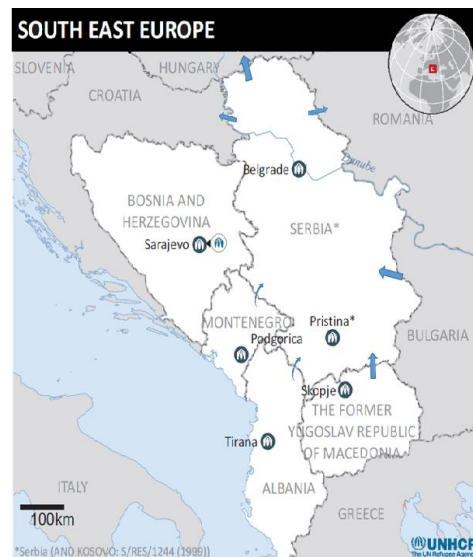 SOUTH EAST EUROPE
SLOVENIA
HUNGARY
CROATIA
ROMANIA
Danube
Belgrade
BOSNIA AND
HERZEGOVINA
SERBIA*
Sarajevo
MONTENEGRO
Podgorica
Pristina*
BULGARIA
Skopje
THE FORMER
YUGOSLAV REPUBLIC
OF MACEDONIA
Tirana
ITALY
ALBANIA
GREECE
100km
*Serbia (AND KOSOVO: S/RES/1244 (1999))
UNHCR
The UN Refugee Agency